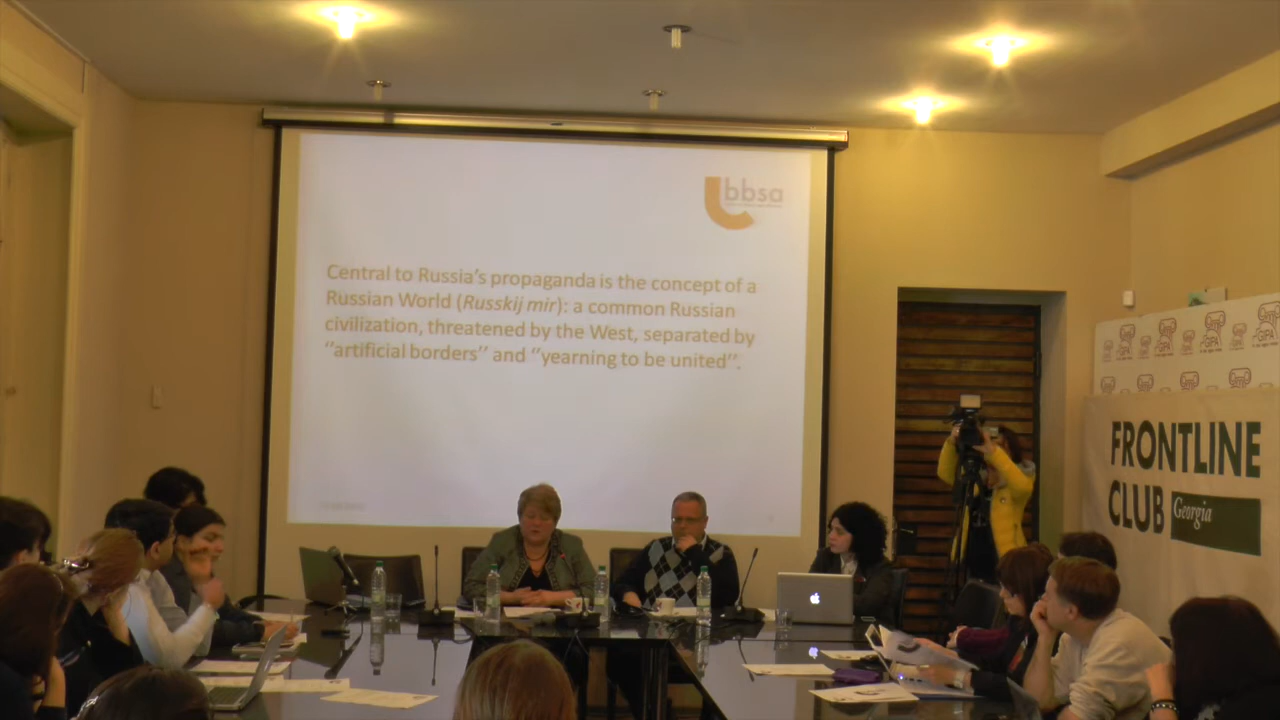 bbsa
Central to Russia's propaganda is the concept of a
Russian World (Russkij mir): a common Russian
civilization, threatened by the West, separated by
"artificial borders" and "yearning to be united".
GIPA
FRONTLINE
CLUB Georgia